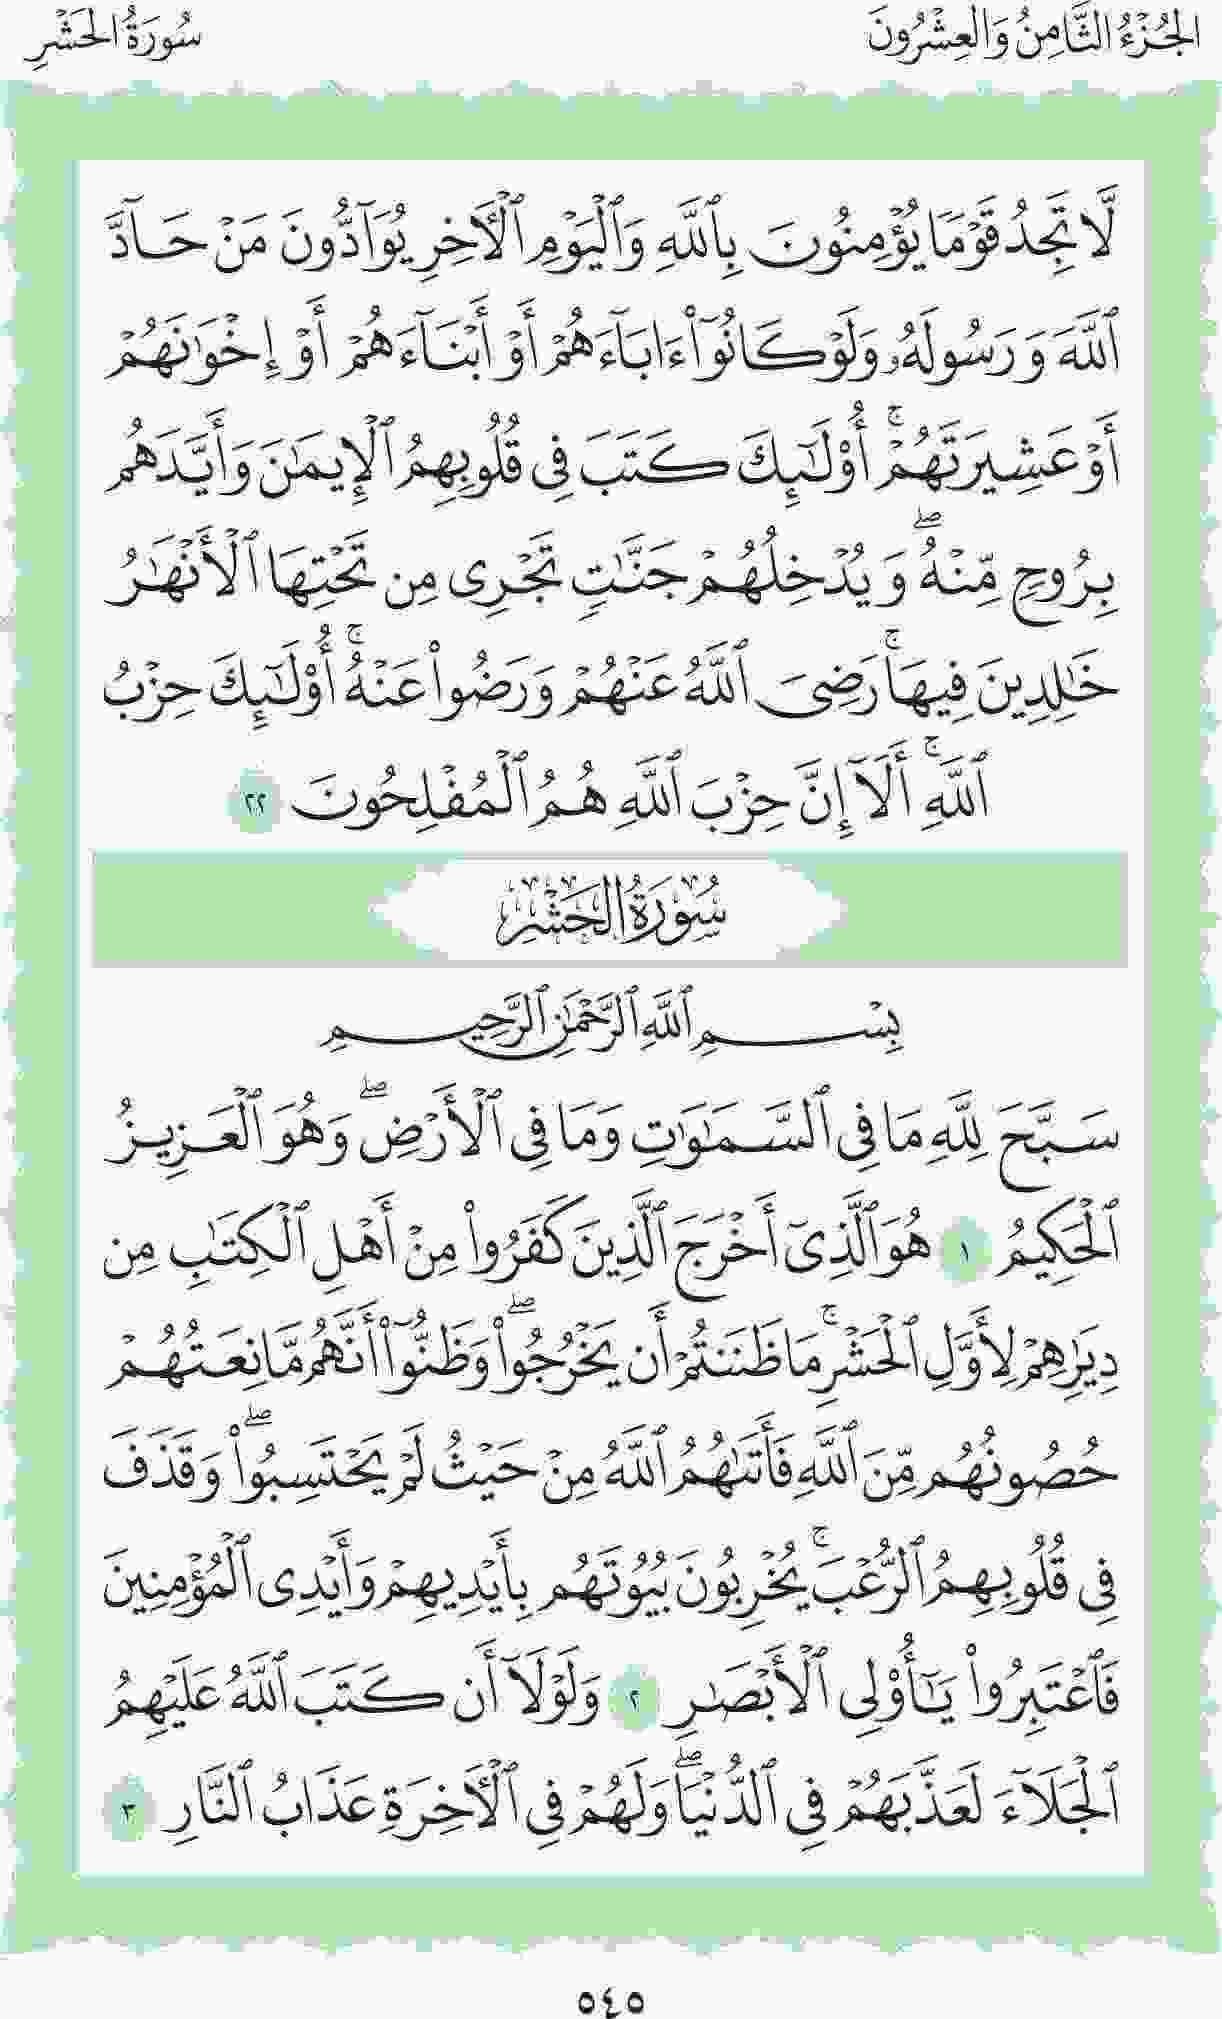 الجُزْءُ الثَّامِنُ وَالعِشْرُونَ
سُورَةُ الحَشْرِ
لَّا تَجِدُ قَوْمًا يُؤْمِنُونَ بِٱللَّهِ وَٱلْيَوْمِ ٱلْأٓخِرِ يُوَآدُّونَ مَنْ حَآدَّ
ٱللَّهَ وَرَسُولَهُۥ وَلَوْ كَانُوٓا۟ ءَابَآءَهُمْ أَوْ أَبْنَآءَهُمْ أَوْ إِخْوَٰنَهُمْ
أَوْ عَشِيرَتَهُمْ ۚ أُو۟لَٰٓئِكَ كَتَبَ فِى قُلُوبِهِمُ ٱلْإِيمَٰنَ وَأَيَّدَهُم
بِرُوحٍ مِّنْهُ ۖ وَيُدْخِلُهُمْ جَنَّٰتٍ تَجْرِى مِن تَحْتِهَا ٱلْأَنْهَٰرُ
خَٰلِدِينَ فِيهَا ۚ رَضِىَ ٱللَّهُ عَنْهُمْ وَرَضُوا۟ عَنْهُ ۚ أُو۟لَٰٓئِكَ حِزْبُ
ٱللَّهِ ۚ أَلَآ إِنَّ حِزْبَ ٱللَّهِ هُمُ ٱلْمُفْلِحُونَ ٢٢
سُورَةُ الحَشْرِ
بِسْمِ ٱللَّهِ ٱلرَّحْمَٰنِ ٱلرَّحِيمِ
سَبَّحَ لِلَّهِ مَا فِى ٱلسَّمَٰوَٰتِ وَمَا فِى ٱلْأَرْضِ ۖ وَهُوَ ٱلْعَزِيزُ
ٱلْحَكِيمُ ١ هُوَ ٱلَّذِىٓ أَخْرَجَ ٱلَّذِينَ كَفَرُوا۟ مِنْ أَهْلِ ٱلْكِتَٰبِ مِن
دِيَٰرِهِمْ لِأَوَّلِ ٱلْحَشْرِ ۚ مَا ظَنَنتُمْ أَن يَخْرُجُوا۟ ۖ وَظَنُّوٓا۟ أَنَّهُم مَّانِعَتُهُمْ
حُصُونُهُم مِّنَ ٱللَّهِ فَأَتَىٰهُمُ ٱللَّهُ مِنْ حَيْثُ لَمْ يَحْتَسِبُوا۟ ۖ وَقَذَفَ
فِى قُلُوبِهِمُ ٱلرُّعْبَ ۚ يُخْرِبُونَ بُيُوتَهُم بِأَيْدِيهِمْ وَأَيْدِى ٱلْمُؤْمِنِينَ
فَٱعْتَبِرُوا۟ يَٰٓأُو۟لِى ٱلْأَبْصَٰرِ ٢ وَلَوْلَآ أَن كَتَبَ ٱللَّهُ عَلَيْهِمُ
ٱلْجَلَآءَ لَعَذَّبَهُمْ فِى ٱلدُّنْيَا ۖ وَلَهُمْ فِى ٱلْأٓخِرَةِ عَذَابُ ٱلنَّارِ ٣
٥٤٥